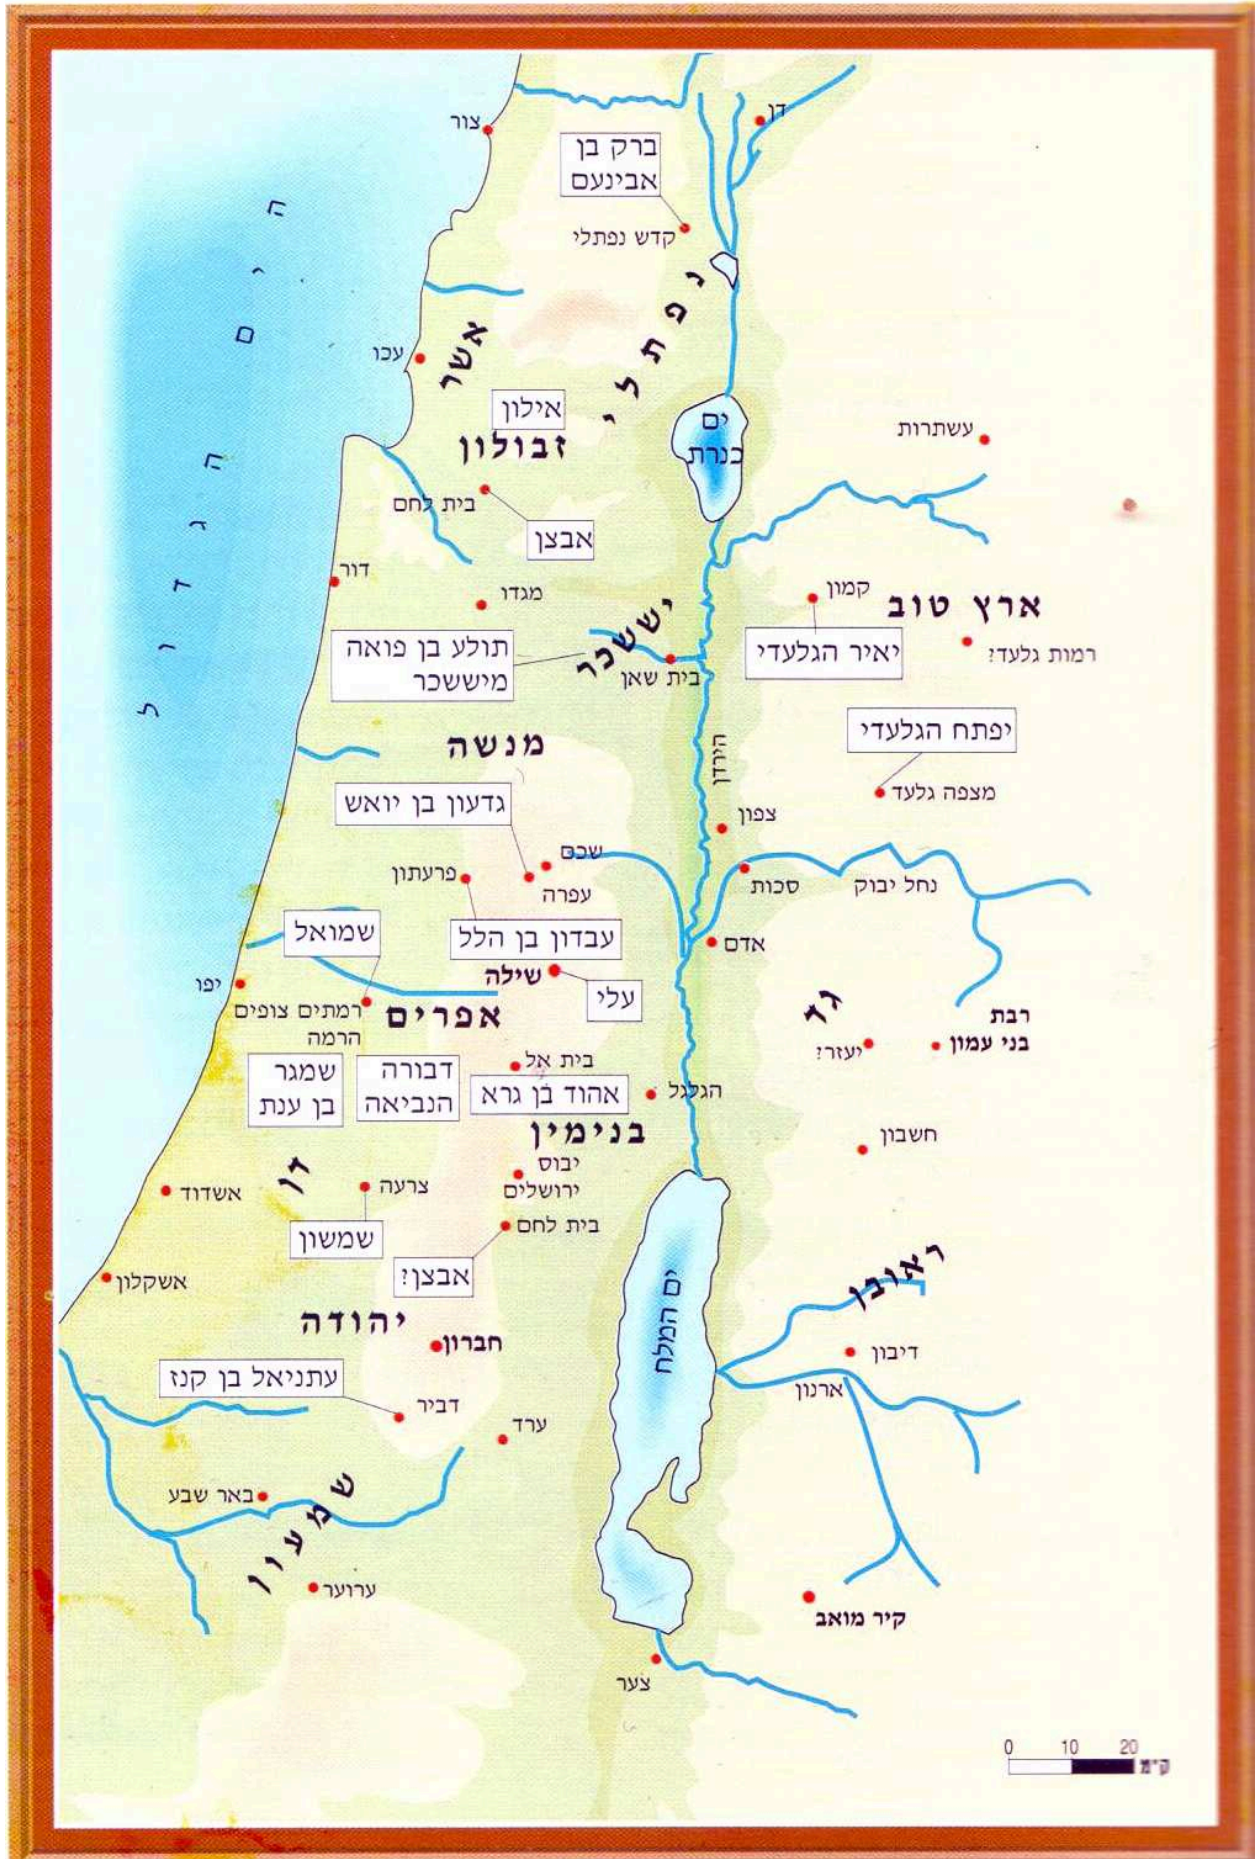 דן
צור
ברק בן
אבינעם
קדש נפתלי
הים הגדול
נפתלי
אשר
עכו
אילון
זבולון
ים
כנרת
עשתרות
בית לחם
אבצן
דור
מגדו
יששכר
קמון
ארץ טוב
תולע בן פואה
מיששכר
בית שאן
יאיר הגלעדי
רמות גלעד?
מנשה
הירדן
יפתח הגלעדי
מצפה גלעד
גדעון בן יואש
צפון
שכם
פרעתון
עפרה
סכות
נחל יבוק
שמואל
עבדון בן הלל
אדם
שילה
עלי
יפו
רמתים צופים
הרמה
אפרים
גד
רבת
בני עמון
יעזר?
בית אל
שמגר
בן ענת
דבורה
הנביאה
אהוד בן גרא
הגלגל
בנימין
חשבון
יבוס
ירושלים
דן
צרעה
אשדוד
בית לחם
שמשון
אבצן?
אשקלון
ראובן
ים המלח
יהודה
חברון
דיבון
עתניאל בן קנז
ארנון
דביר
ערד
באר שבע
שמעון
ערוער
קיר מואב
צער
0 10 20
ק"מ